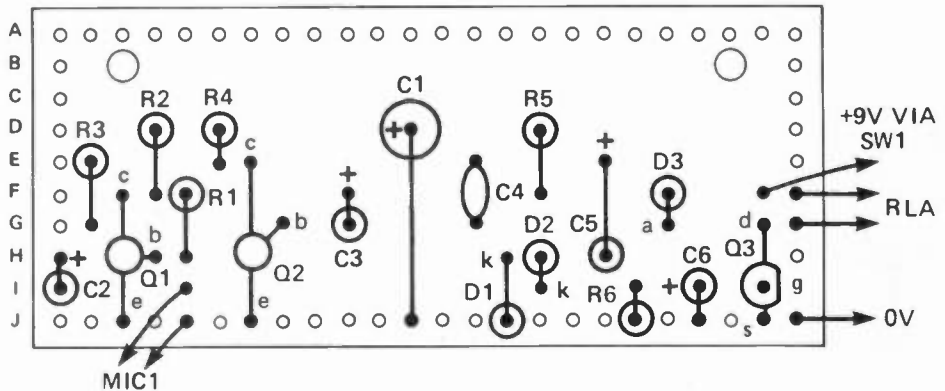 A
B
C
D
E
F
G
H
I
J
C1
R2
R4
R5
R3
+
+9V VIA
SW1
c
c
+
D3
R1
+
C4
RLA
b
a
d
b
D2
C5
Q3
+
Q1
Q2
C3
k
C6
C2
D1
k
R6
+
g
e
e
s
0V
MIC1